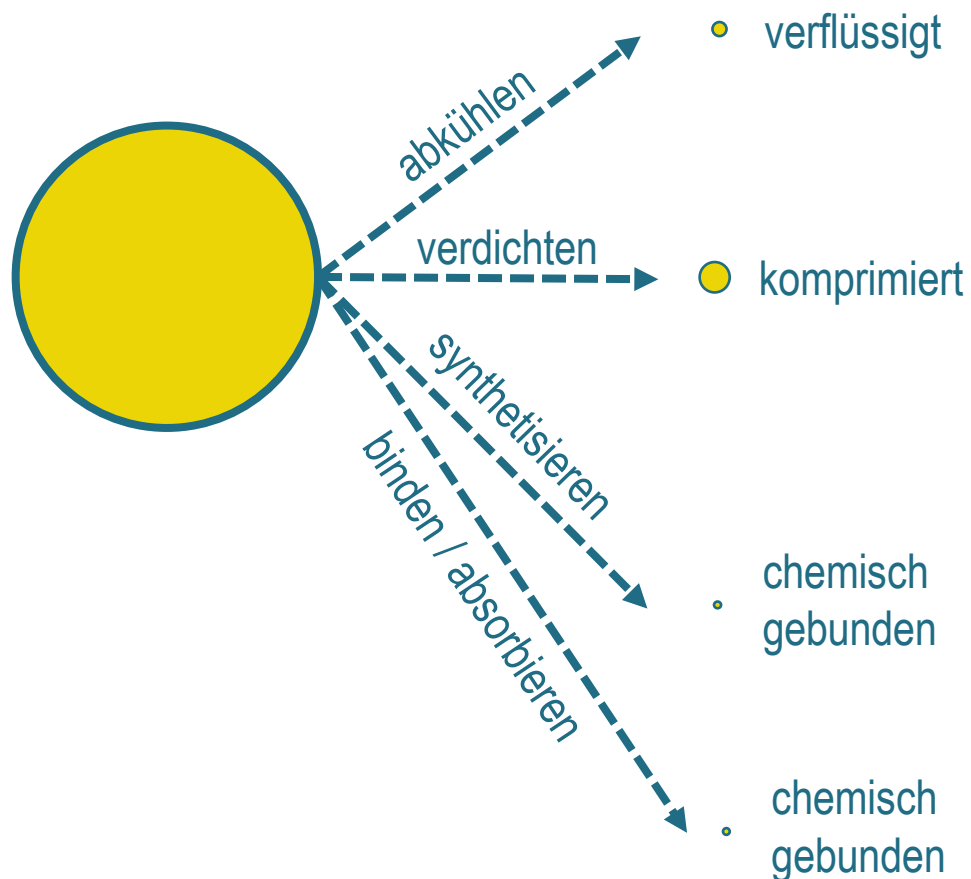 verflüssigt
abkühlen
verdichten
komprimiert
synthetisieren
binden / absorbieren
chemisch
gebunden
chemisch
gebunden